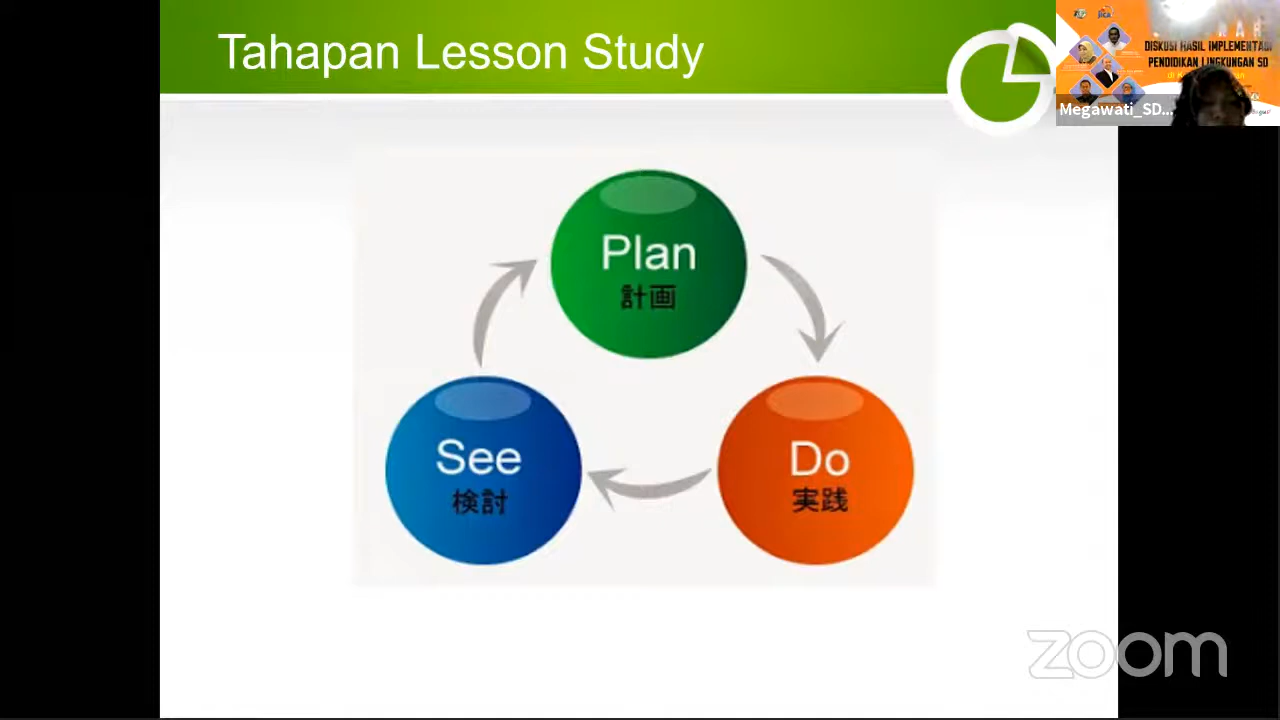 Tahapan Lesson Study
Plan
計画
See
検討
Do
実践
DISKUSI HASIL IMPLEMENTASI
PENDIDIKAN LINGKUNGAN SD
di
Megawati_SD...
zoom